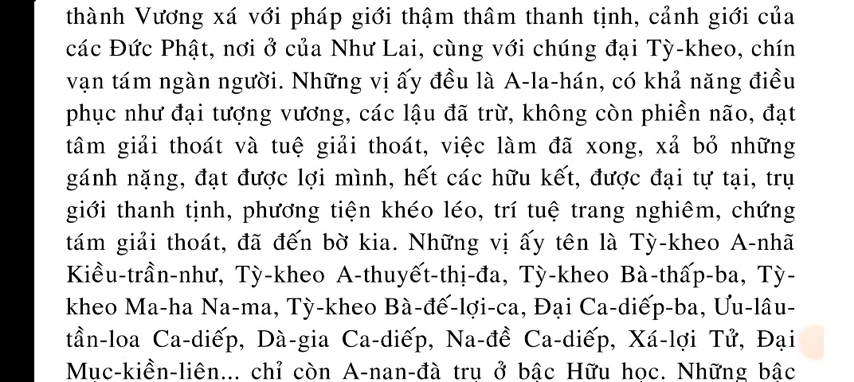 thành Vương xá với pháp giới thậm thâm thanh tịnh, cảnh giới của
các Đức Phật, nơi ở của Như Lai, cùng với chúng đại Tỳ-kheo, chín
vạn tám ngàn người. Những vị ấy đều là A-la-hán, có khả năng điều
phục như đại tượng vương, các lậu đã trừ, không còn phiền não, đạt
tâm giải thoát và tuệ giải thoát, việc làm đã xong, xả bỏ những
gánh nặng, đạt được lợi mình, hết các hữu kết, được đại tự tại, trụ
giới thanh tịnh, phương tiện khéo léo, trí tuệ trang nghiêm, chứng
tám giải thoát, đã đến bờ kia. Những vị ấy tên là Tỳ-kheo A-nhã
Kiều-trần-như, Tỳ-kheo A-thuyết-thị-đa, Tỳ-kheo Bà-thấp-ba, Tỳ-
kheo Ma-ha Na-ma, Tỳ-kheo Bà-đế-lợi-ca, Đại Ca-diếp-ba, Ưu-lâu-
tần-loa Ca-diếp, Dà-gia Ca-diếp, Na-đề Ca-diếp, Xá-lợi Tử, Đại
Mục-kiền-liên... chỉ còn A-nan-đà trụ ở bậc Hữu học. Những bậc